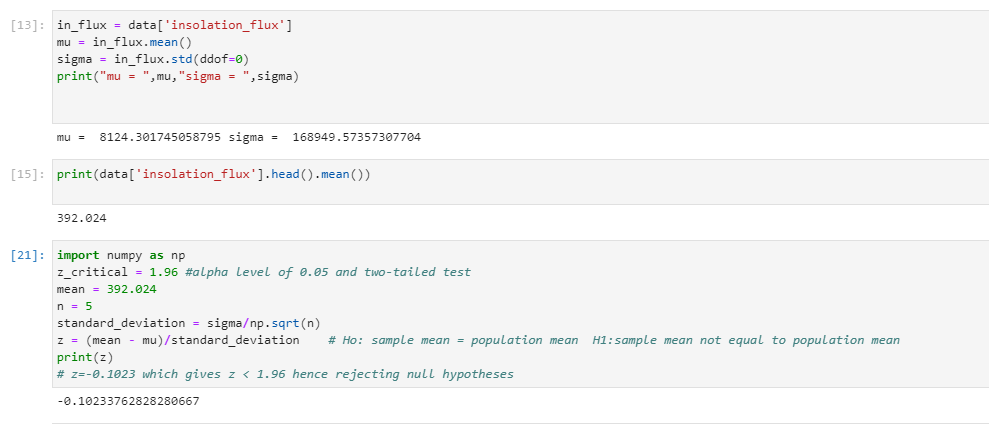 [13]: in_flux = data['insolation_flux']
mu = in_flux.mean()
sigma = in_flux.std(ddof=0)
print("mu = ",mu,"sigma = ",sigma)
mu =  8124.301745058795 sigma =  168949.57357307704
[15]: print(data['insolation_flux'].head().mean())
392.024
[21]: import numpy as np
z_critical = 1.96 #alpha level of 0.05 and two-tailed test
mean = 392.024
n = 5
standard_deviation = sigma/np.sqrt(n)
z = (mean - mu)/standard_deviation    # Ho: sample mean = population mean  H1:sample mean not equal to population mean
print(z)
# z=-0.1023 which gives z < 1.96 hence rejecting null hypotheses
-0.10233762828280667